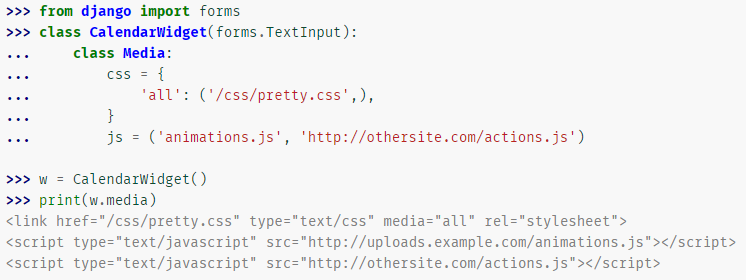 >>> from django import forms
>>> class CalendarWidget(forms.TextInput):
...     class Media:
...         css = {
...             'all': ('/css/pretty.css',),
...         }
...         js = ('animations.js', 'http://othersite.com/actions.js')

>>> w = CalendarWidget()
>>> print(w.media)
<link href="/css/pretty.css" type="text/css" media="all" rel="stylesheet">
<script type="text/javascript" src="http://uploads.example.com/animations.js"></script>
<script type="text/javascript" src="http://othersite.com/actions.js"></script>